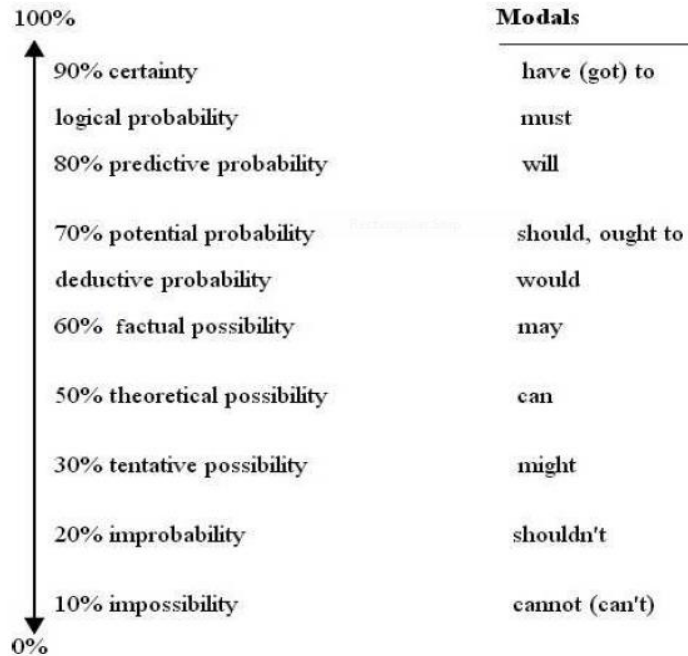 100% Modals
90% certainty have (got) to
logical probability must
80% predictive probability will
70% potential probability should, ought to
deductive probability would
60% factual possibility may
50% theoretical possibility can
30% tentative possibility might
20% improbability shouldn't
10% impossibility cannot (can't)
0%